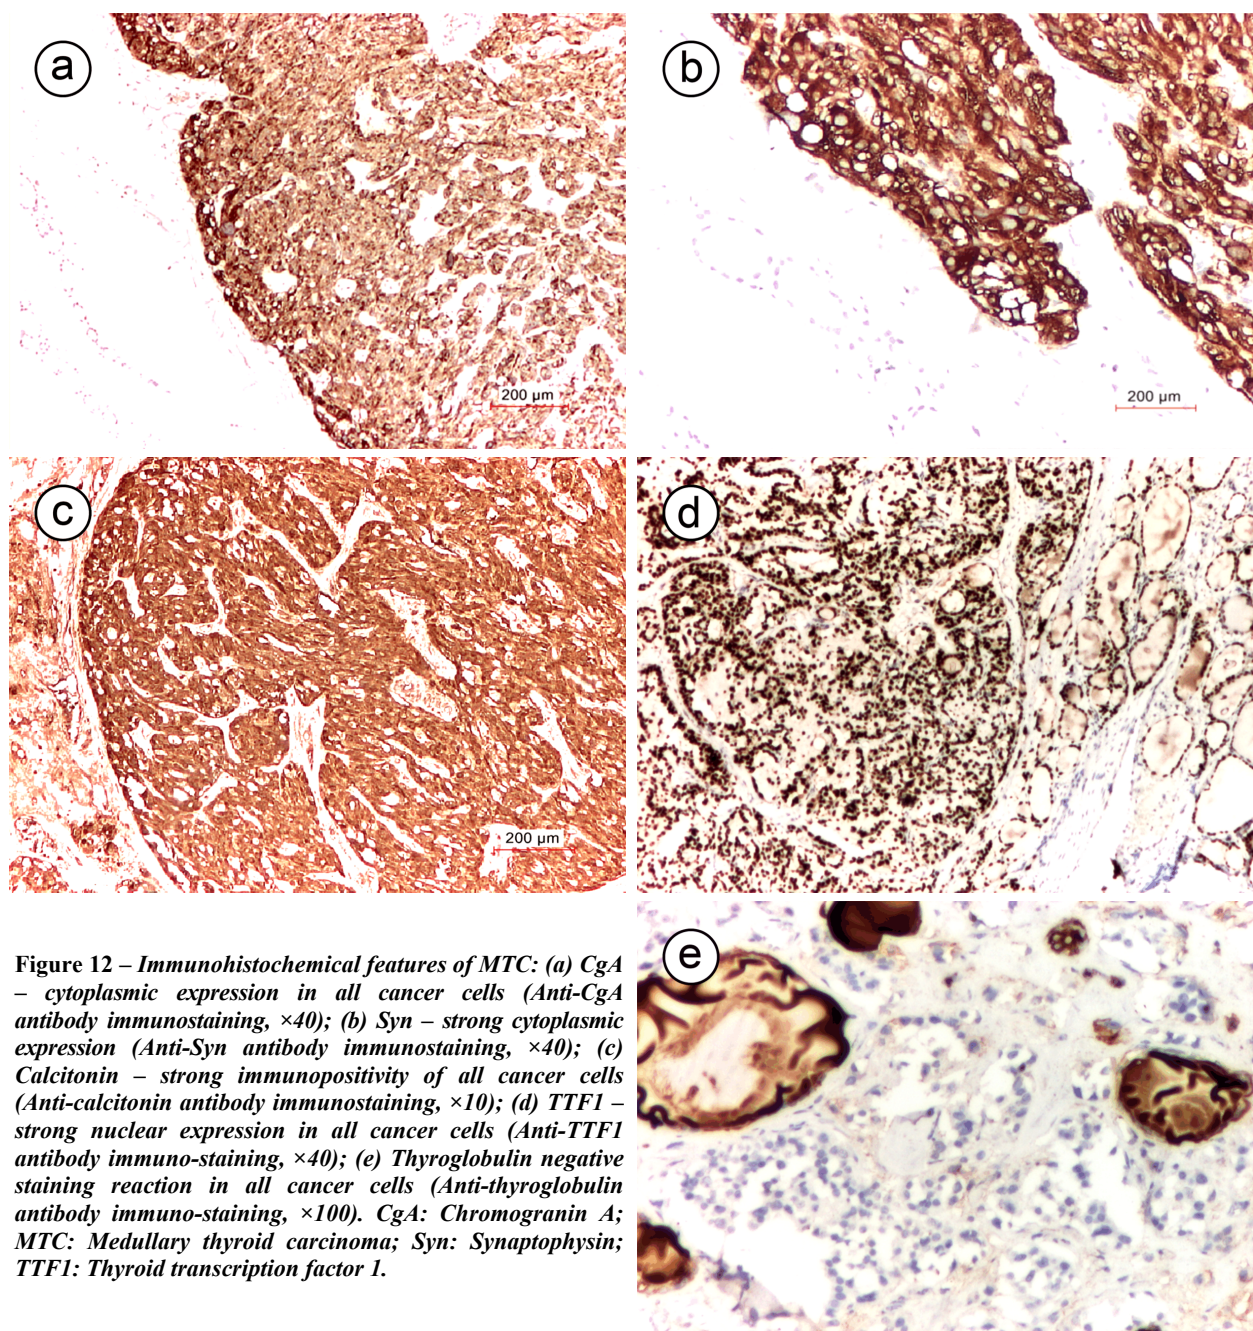 a
b
200 µm
200 µm
c
d
200 µm
e
Figure 12 – Immunohistochemical features of MTC: (a) CgA
– cytoplasmic expression in all cancer cells (Anti-CgA
antibody immunostaining, ×40); (b) Syn – strong cytoplasmic
expression (Anti-Syn antibody immunostaining, ×40); (c)
Calcitonin – strong immunopositivity of all cancer cells
(Anti-calcitonin antibody immunostaining, ×10); (d) TTF1 –
strong nuclear expression in all cancer cells (Anti-TTF1
antibody immuno-staining, ×40); (e) Thyroglobulin negative
staining reaction in all cancer cells (Anti-thyroglobulin
antibody immuno-staining, ×100). CgA: Chromogranin A;
MTC: Medullary thyroid carcinoma; Syn: Synaptophysin;
TTF1: Thyroid transcription factor 1.